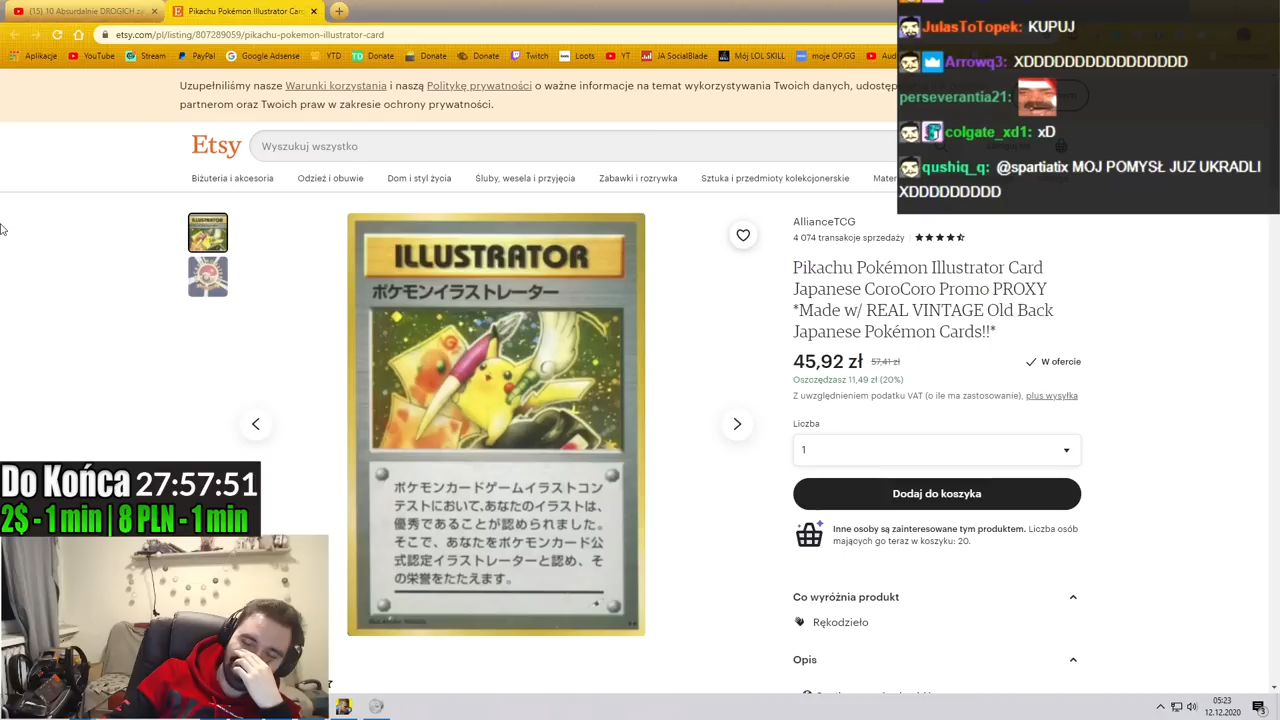 (15) 10 Absurdalnie DROGICH za
Pikachu Pokémon Illustrator Car
etsy.com/pl/listing/807289059/pikachu-pokemon-illustrator-card
Aplikacje YouTube Stream PayPal Google Adsense YTD Donate Donate Donate Twitch Loots YT JA SocialBlade Mój LOL SKILL moje OP.GG
JulasToTopek: KUPUJ
Arrowq3: XDDDDDDDDDDDDDDDD
perseverantia21:
colgate_xd1: xD
qushiq_q: @spartiatix MÓJ POMYSŁ JUZ UKRADLI
XDDDDDDDDD
Uzupełniliśmy nasze Warunki korzystania i naszą Politykę prywatności o ważne informacje na temat wykorzystywania Twoich danych, udostęp
partnerom oraz Twoich praw w zakresie ochrony prywatności.
Etsy
Wyszukuj wszystko
Biżuteria i akcesoria Odzież i obuwie Dom i styl życia Śluby, wesela i przyjęcia Zabawki i rozrywka Sztuka i przedmioty kolekcjonerskie Mater
ILLUSTRATOR
ポケモンイラストレーター
ポケモンカードゲームイラストコン
テストにおいて、あなたのイラストは、
優秀であることが認められました。
そこで、あなたをポケモンカード公
式認定イラストレーターと認め、そ
の栄誉をたたえます。
AllianceTCG
4 074 transakcje sprzedaży
Pikachu Pokémon Illustrator Card
Japanese CoroCoro Promo PROXY
*Made w/ REAL VINTAGE Old Back
Japanese Pokémon Cards!!*
45,92 zł 57,41 zł W ofercie
Oszczędzasz 11,49 zł (20%)
Z uwzględnieniem podatku VAT (o ile ma zastosowanie), plus wysyłka
Liczba
1
Dodaj do koszyka
Inne osoby są zainteresowane tym produktem. Liczba osób
mających go teraz w koszyku: 20.
Co wyróżnia produkt
Rękodzieło
Opis
Do Końca 27:57:51
2$ - 1 min | 8 PLN - 1 min
05:23
12.12.2020
3